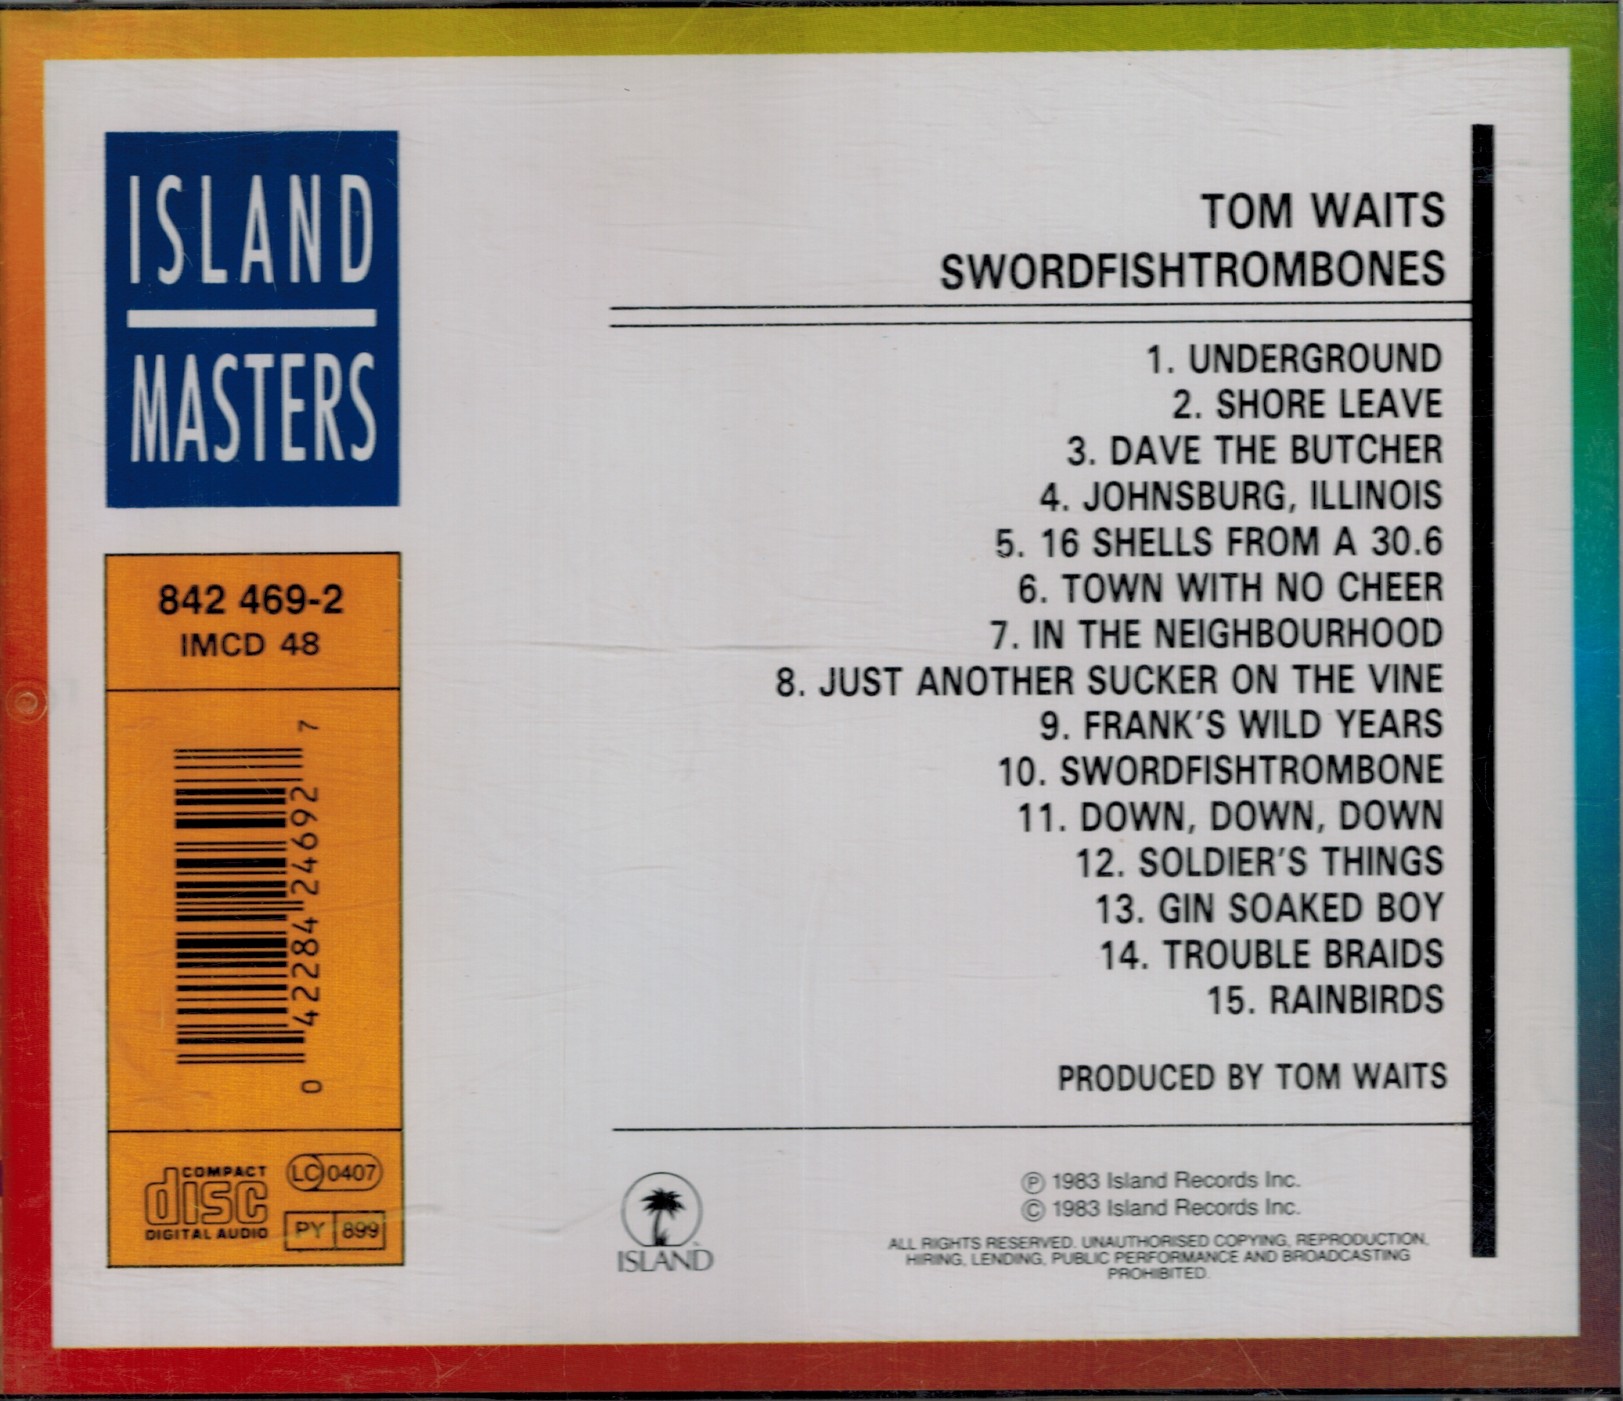 ISLAND
MASTERS
842 469-2
IMCD 48
0 42284 24692 7
COMPACT
disc
DIGITAL AUDIO
LC 0407
PY 899
TOM WAITS
SWORDFISHTROMBONES
1. UNDERGROUND
2. SHORE LEAVE
3. DAVE THE BUTCHER
4. JOHNSBURG, ILLINOIS
5. 16 SHELLS FROM A 30.6
6. TOWN WITH NO CHEER
7. IN THE NEIGHBOURHOOD
8. JUST ANOTHER SUCKER ON THE VINE
9. FRANK'S WILD YEARS
10. SWORDFISHTROMBONE
11. DOWN, DOWN, DOWN
12. SOLDIER'S THINGS
13. GIN SOAKED BOY
14. TROUBLE BRAIDS
15. RAINBIRDS
PRODUCED BY TOM WAITS
ISLAND
℗ 1983 Island Records Inc.
© 1983 Island Records Inc.
ALL RIGHTS RESERVED. UNAUTHORISED COPYING, REPRODUCTION,
HIRING, LENDING, PUBLIC PERFORMANCE AND BROADCASTING
PROHIBITED.